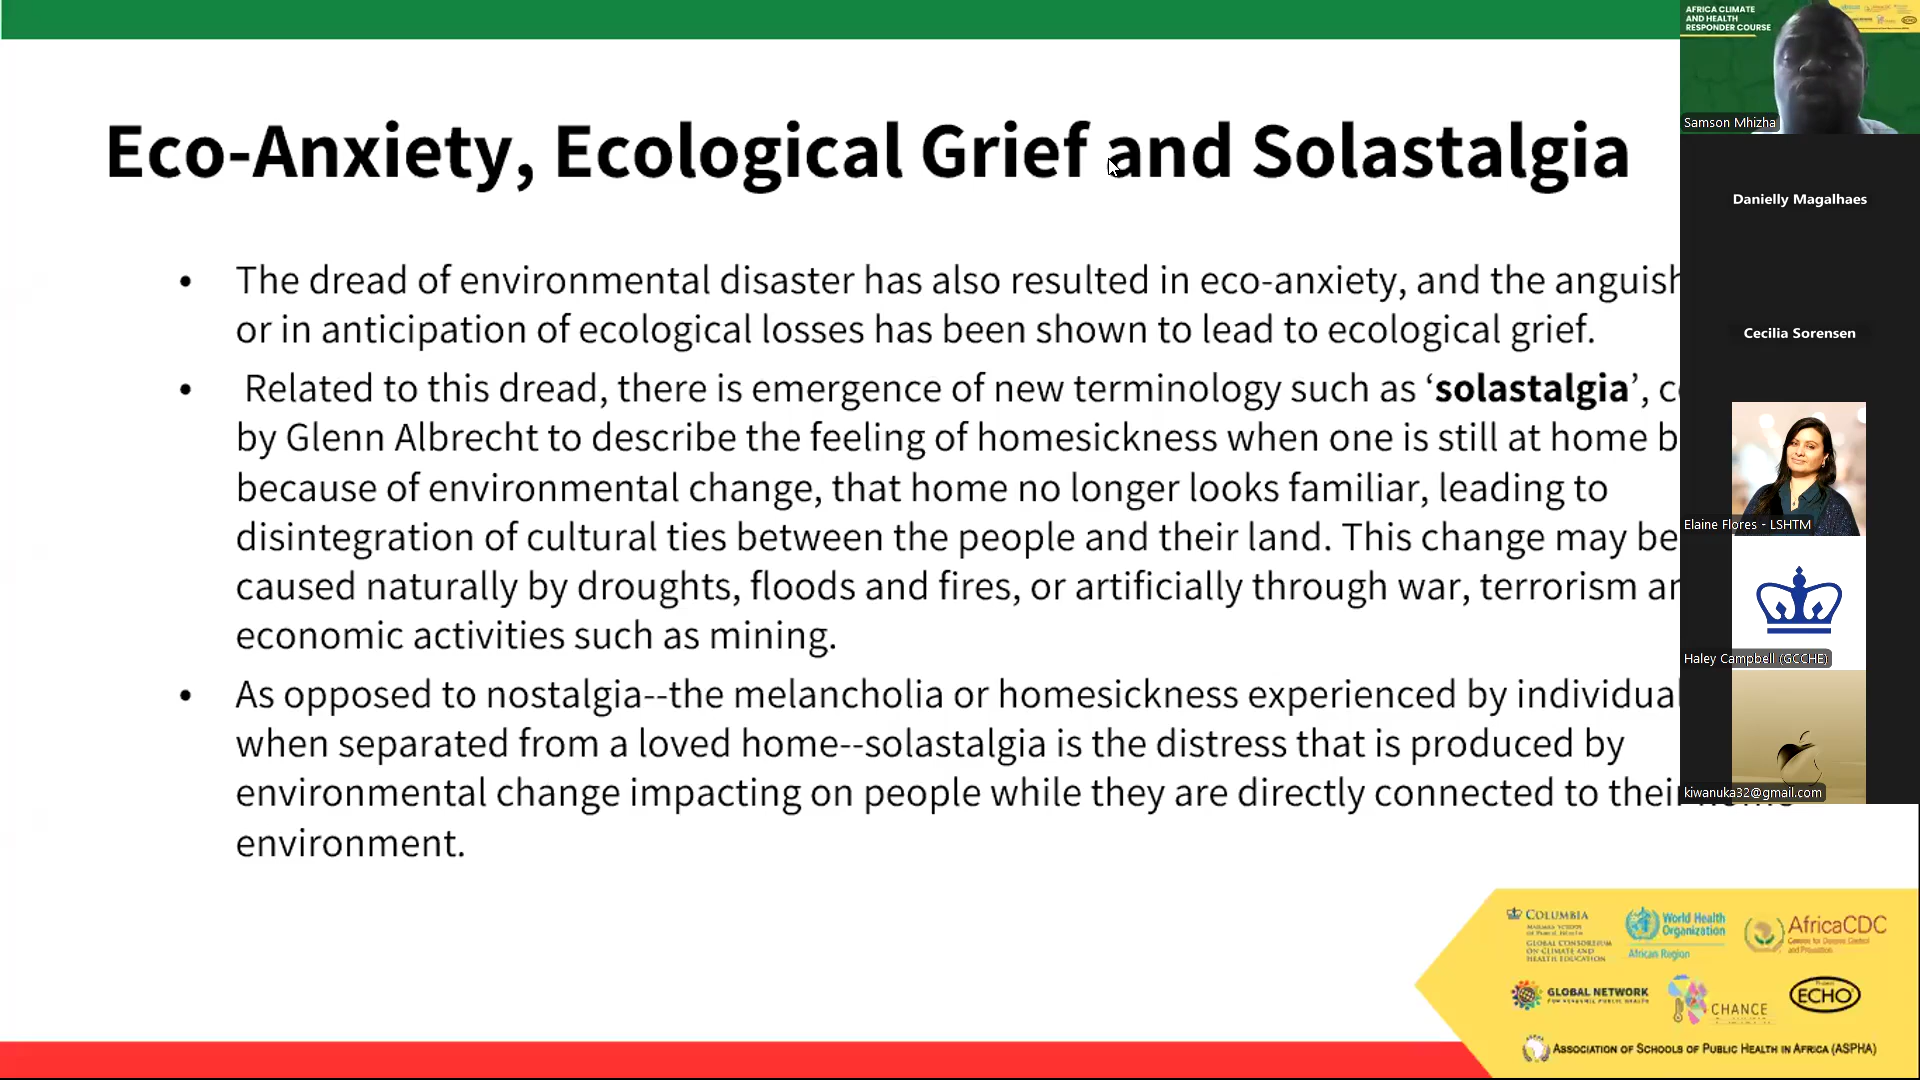 Eco-Anxiety, Ecological Grief and Solastalgia
• The dread of environmental disaster has also resulted in eco-anxiety, and the anguish
or in anticipation of ecological losses has been shown to lead to ecological grief.
• Related to this dread, there is emergence of new terminology such as ‘solastalgia’,
by Glenn Albrecht to describe the feeling of homesickness when one is still at home
because of environmental change, that home no longer looks familiar, leading to
disintegration of cultural ties between the people and their land. This change may be
caused naturally by droughts, floods and fires, or artificially through war, terrorism
economic activities such as mining.
• As opposed to nostalgia--the melancholia or homesickness experienced by
when separated from a loved home--solastalgia is the distress that is produced by
environmental change impacting on people while they are directly connected to their
environment.
AFRICA CLIMATE
AND HEALTH
RESPONDER COURSE
Samson Mhizha
Danielly Magalhaes
Cecilia Sorensen
Elaine Flores - LSHTM
Haley Campbell (GCCHE)
kiwanuka32@gmail.com
COLUMBIA
GLOBAL CONSORTIUM
ON CLIMATE AND
HEALTH EDUCATION
World Health
Organization
African Region
AfricaCDC
GLOBAL NETWORK
CHANCE
ECHO
ASSOCIATION OF SCHOOLS OF PUBLIC HEALTH IN AFRICA (ASPHA)